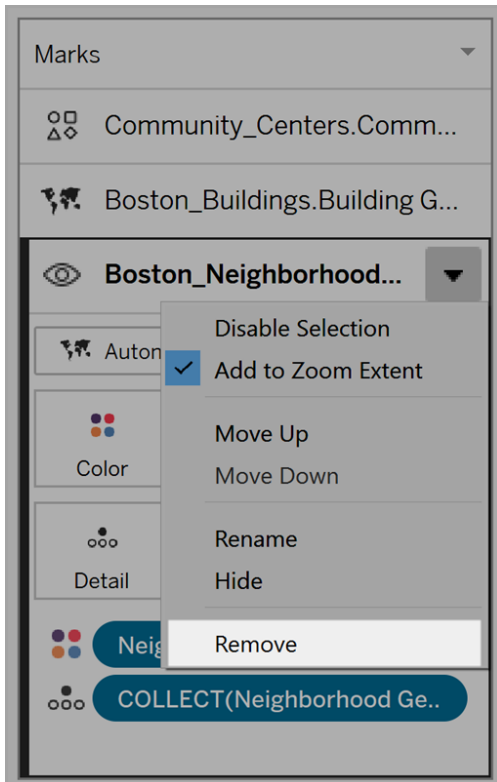 Marks
Community_Centers.Comm...
Boston_Buildings.Building G...
Boston_Neighborhood...
Disable Selection
Autom
Add to Zoom Extent
Move Up
Color
Move Down
Rename
Detail
Hide
Neig
Remove
COLLECT(Neighborhood Ge..